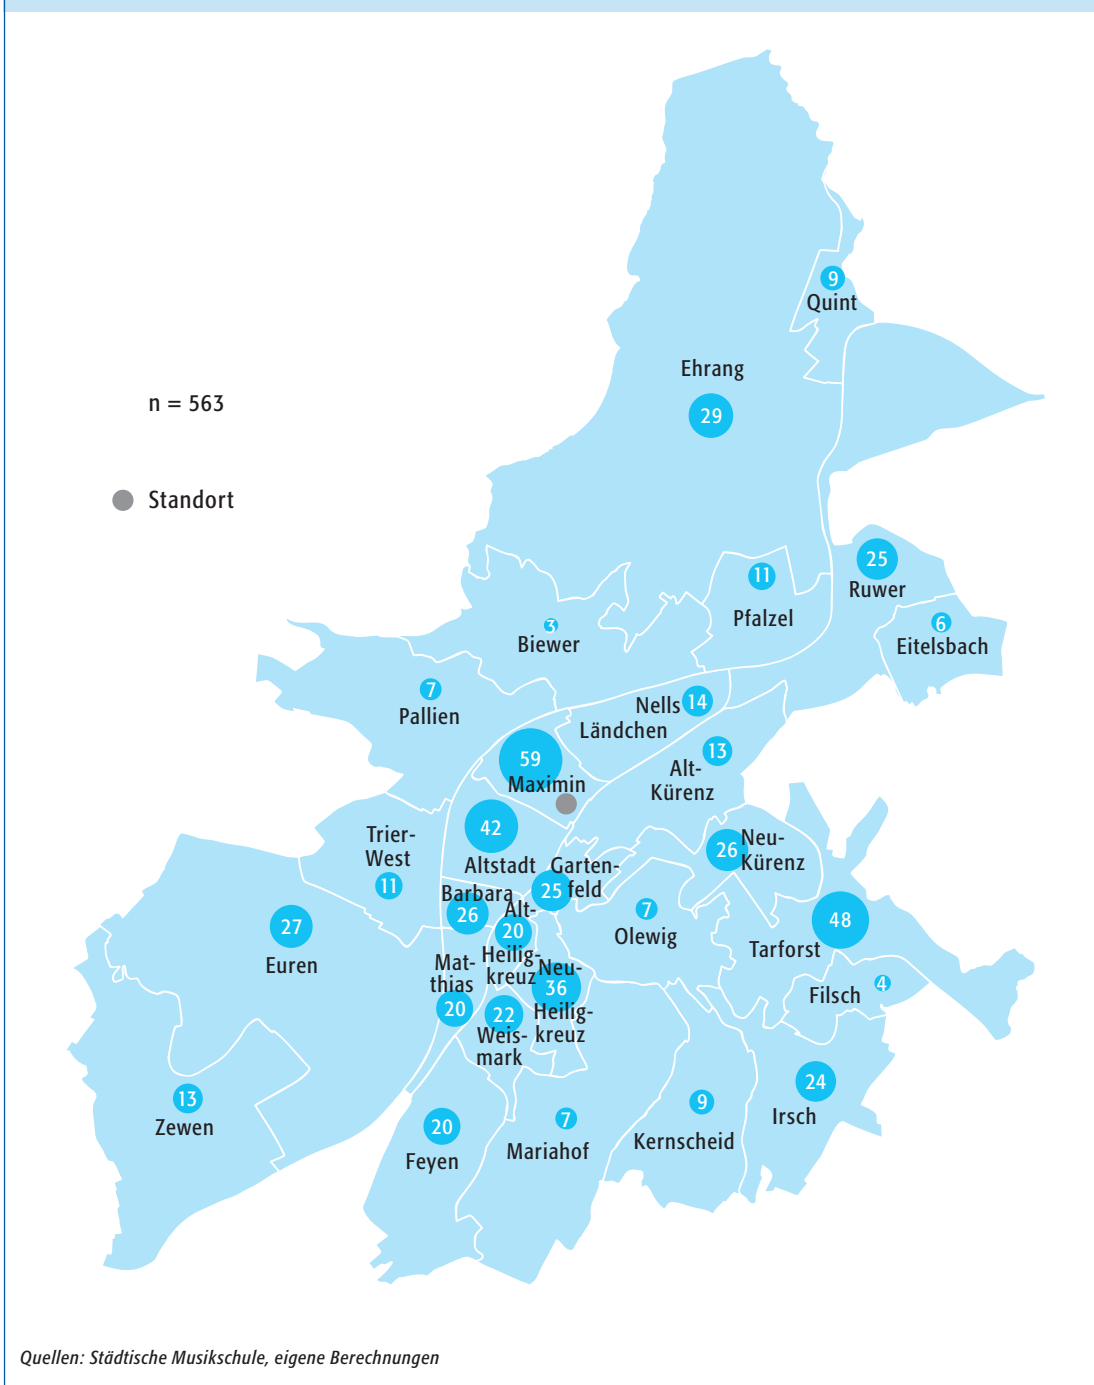 9
Quint
Ehrang
29
n = 563
Standort
25
Ruwer
11
Pfalzel
6
Eitelsbach
3
Biewer
7
Pallien
Nells
14
Ländchen
59
Maximin
13
Alt-
Kürenz
42
Altstadt
Trier-
West
11
26
Neu-
Kürenz
Garten-
25
feld
Barbara
26
Alt-
20
Heilig-
kreuz
7
Olewig
48
Tarforst
27
Euren
Mat-
thias
20
Neu-
36
Heilig-
kreuz
22
Weis-
mark
4
Filsch
24
Irsch
13
Zewen
20
Feyen
7
Mariahof
9
Kernscheid
Quellen: Städtische Musikschule, eigene Berechnungen